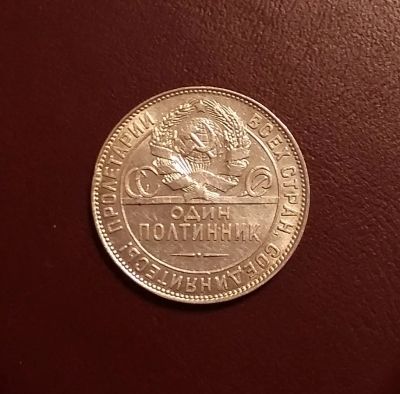 ПРОЛЕТАРИИ ВСЕХ СТРАН, СОЕДИНЯЙТЕСЬ!
С С
С Р
ОДИН
ПОЛТИННИК